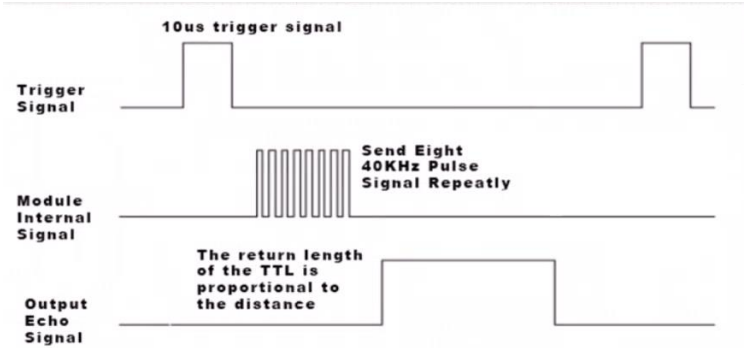 10us trigger signal
Trigger
Signal
Send Eight
40KHz Pulse
Signal Repeatly
Module
Internal
Signal
The return length
of the TTL is
proportional to
the distance
Output
Echo
Signal